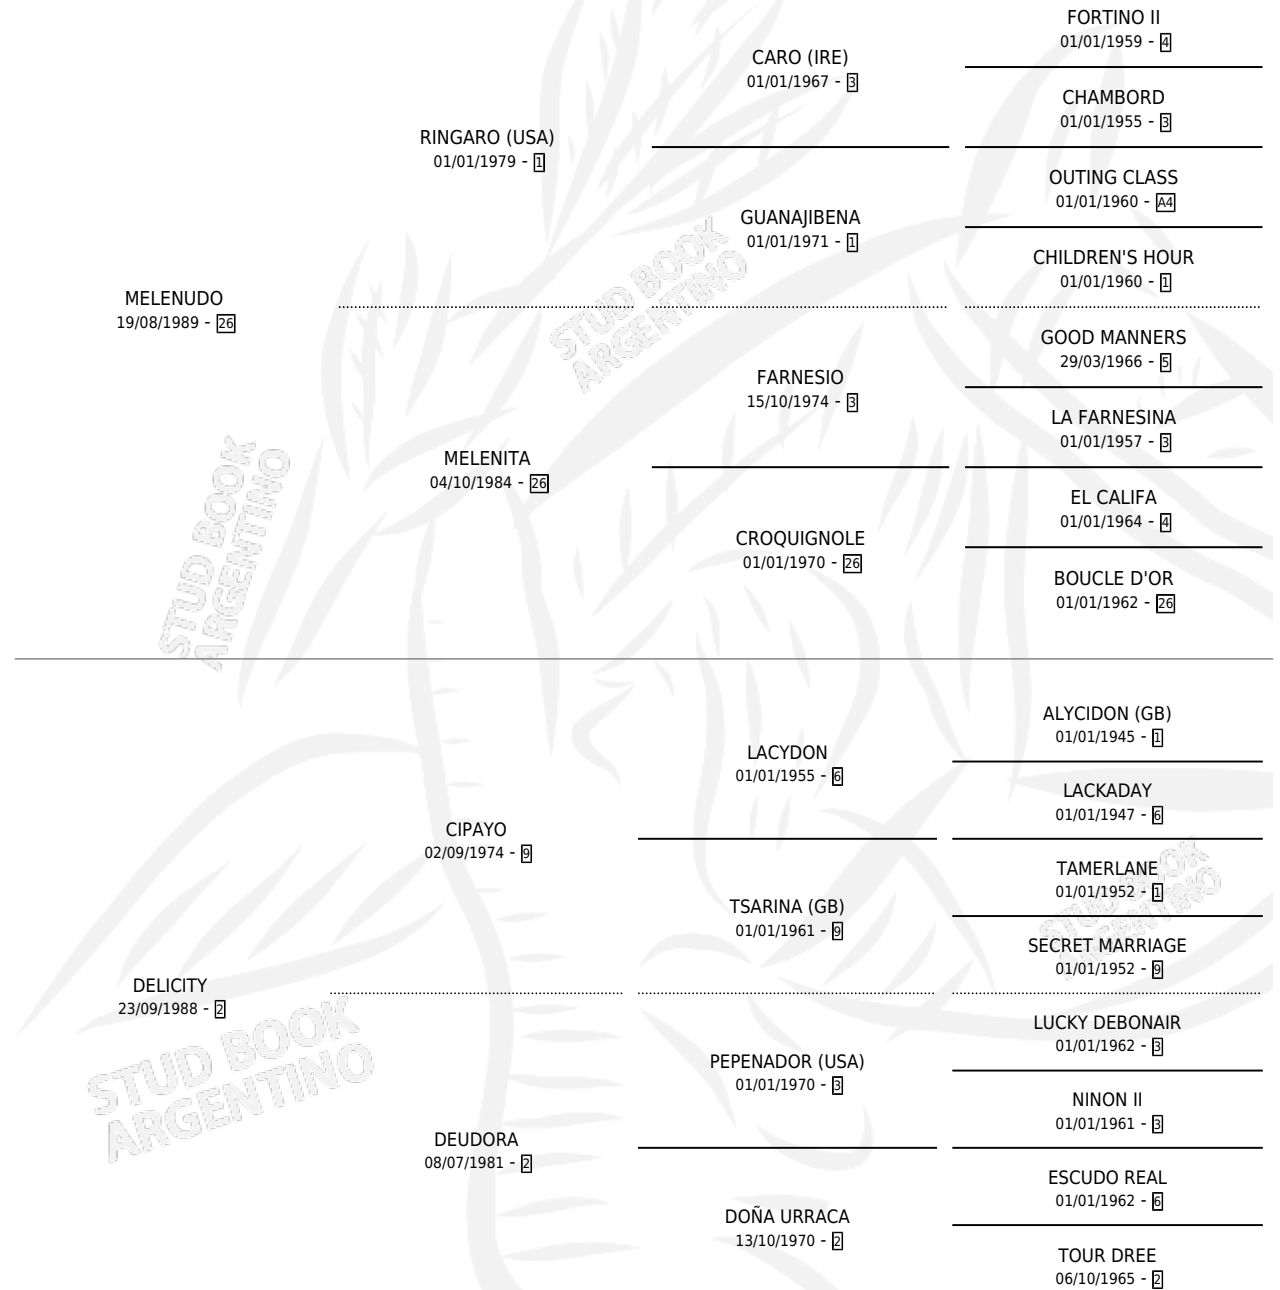 FORTINO II
01/01/1959 - 4
CARO (IRE)
01/01/1967 - 3
CHAMBORD
01/01/1955 - 3
RINGARO (USA)
01/01/1979 - 1
OUTING CLASS
01/01/1960 - A4
GUANAJIBENA
01/01/1971 - 1
CHILDREN'S HOUR
01/01/1960 - 1
MELENUDO
19/08/1989 - 26
GOOD MANNERS
29/03/1966 - 5
FARNESIO
15/10/1974 - 3
LA FARNESINA
01/01/1957 - 3
MELENITA
04/10/1984 - 26
EL CALIFA
01/01/1964 - 4
CROQUIGNOLE
01/01/1970 - 26
BOUCLE D'OR
01/01/1962 - 26
ALYCIDON (GB)
01/01/1945 - 1
LACYDON
01/01/1955 - 6
LACKADAY
01/01/1947 - 6
CIPAYO
02/09/1974 - 9
TAMERLANE
01/01/1952 - 1
TSARINA (GB)
01/01/1961 - 9
SECRET MARRIAGE
01/01/1952 - 9
DELICITY
23/09/1988 - 2
LUCKY DEBONAIR
01/01/1962 - 3
PEPENADOR (USA)
01/01/1970 - 3
NINON II
01/01/1961 - 3
DEUDORA
08/07/1981 - 2
ESCUDO REAL
01/01/1962 - 6
DOÑA URRACA
13/10/1970 - 2
TOUR DREE
06/10/1965 - 2
STUD BOOK
ARGENTINO
STUD BOOK
ARGENTINO
STUD BOOK
ARGENTINO
STUD BOOK
ARGENTINO